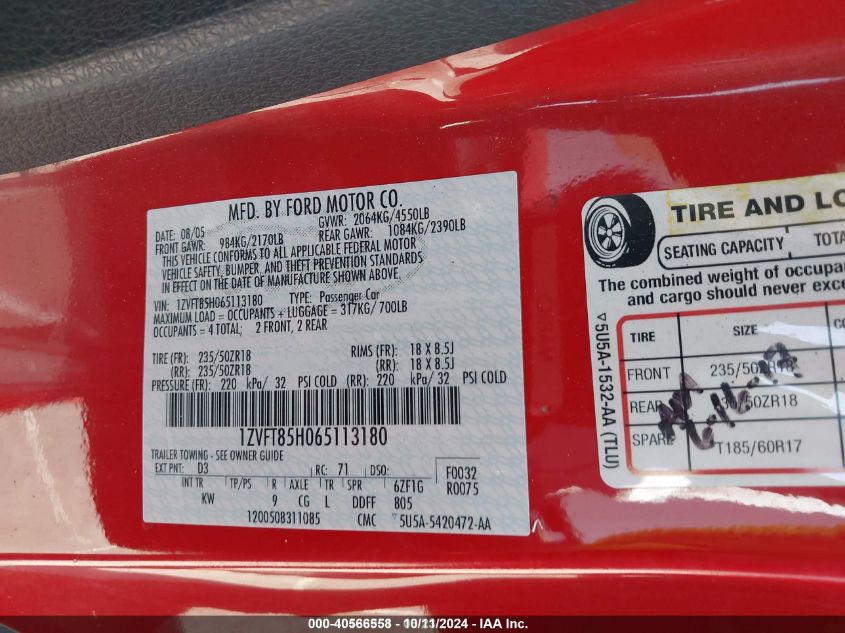 MFD. BY FORD MOTOR CO.
DATE: 08/05 GVWR: 2064KG/4550LB
FRONT GAWR: 984KG/2170LB REAR GAWR: 1084KG/2390LB
THIS VEHICLE CONFORMS TO ALL APPLICABLE FEDERAL MOTOR
VEHICLE SAFETY, BUMPER, AND THEFT PREVENTION STANDARDS
IN EFFECT ON THE DATE OF MANUFACTURE SHOWN ABOVE.
VIN: 1ZVFT85H065113180 TYPE: Passenger Car
MAXIMUM LOAD = OCCUPANTS + LUGGAGE = 317KG/700LB
OCCUPANTS = 4 TOTAL; 2 FRONT, 2 REAR
TIRE (FR): 235/50ZR18 RIMS (FR): 18 X 8.5J
(RR): 235/50ZR18 (RR): 18 X 8.5J
PRESSURE (FR): 220 kPa/ 32 PSI COLD (RR): 220 kPa/ 32 PSI COLD
1ZVFT85H065113180
TRAILER TOWING - SEE OWNER GUIDE
EXT PNT: D3 RC: 71 DSO: F0032
INT TR TP/PS R AXLE TR SPR 6ZF1G R0075
KW 9 CG L DDFF 805
1200508311085 CMC ▽5U5A-5420472-AA
TIRE AND LO
SEATING CAPACITY TOTA
The combined weight of occupa
and cargo should never exce
▽5U5A-1532-AA (TLU)
TIRE SIZE CO
FRONT 235/50ZR18
REAR 235/50ZR18
SPARE T185/60R17
000-40566558 - 10/11/2024 - IAA Inc.